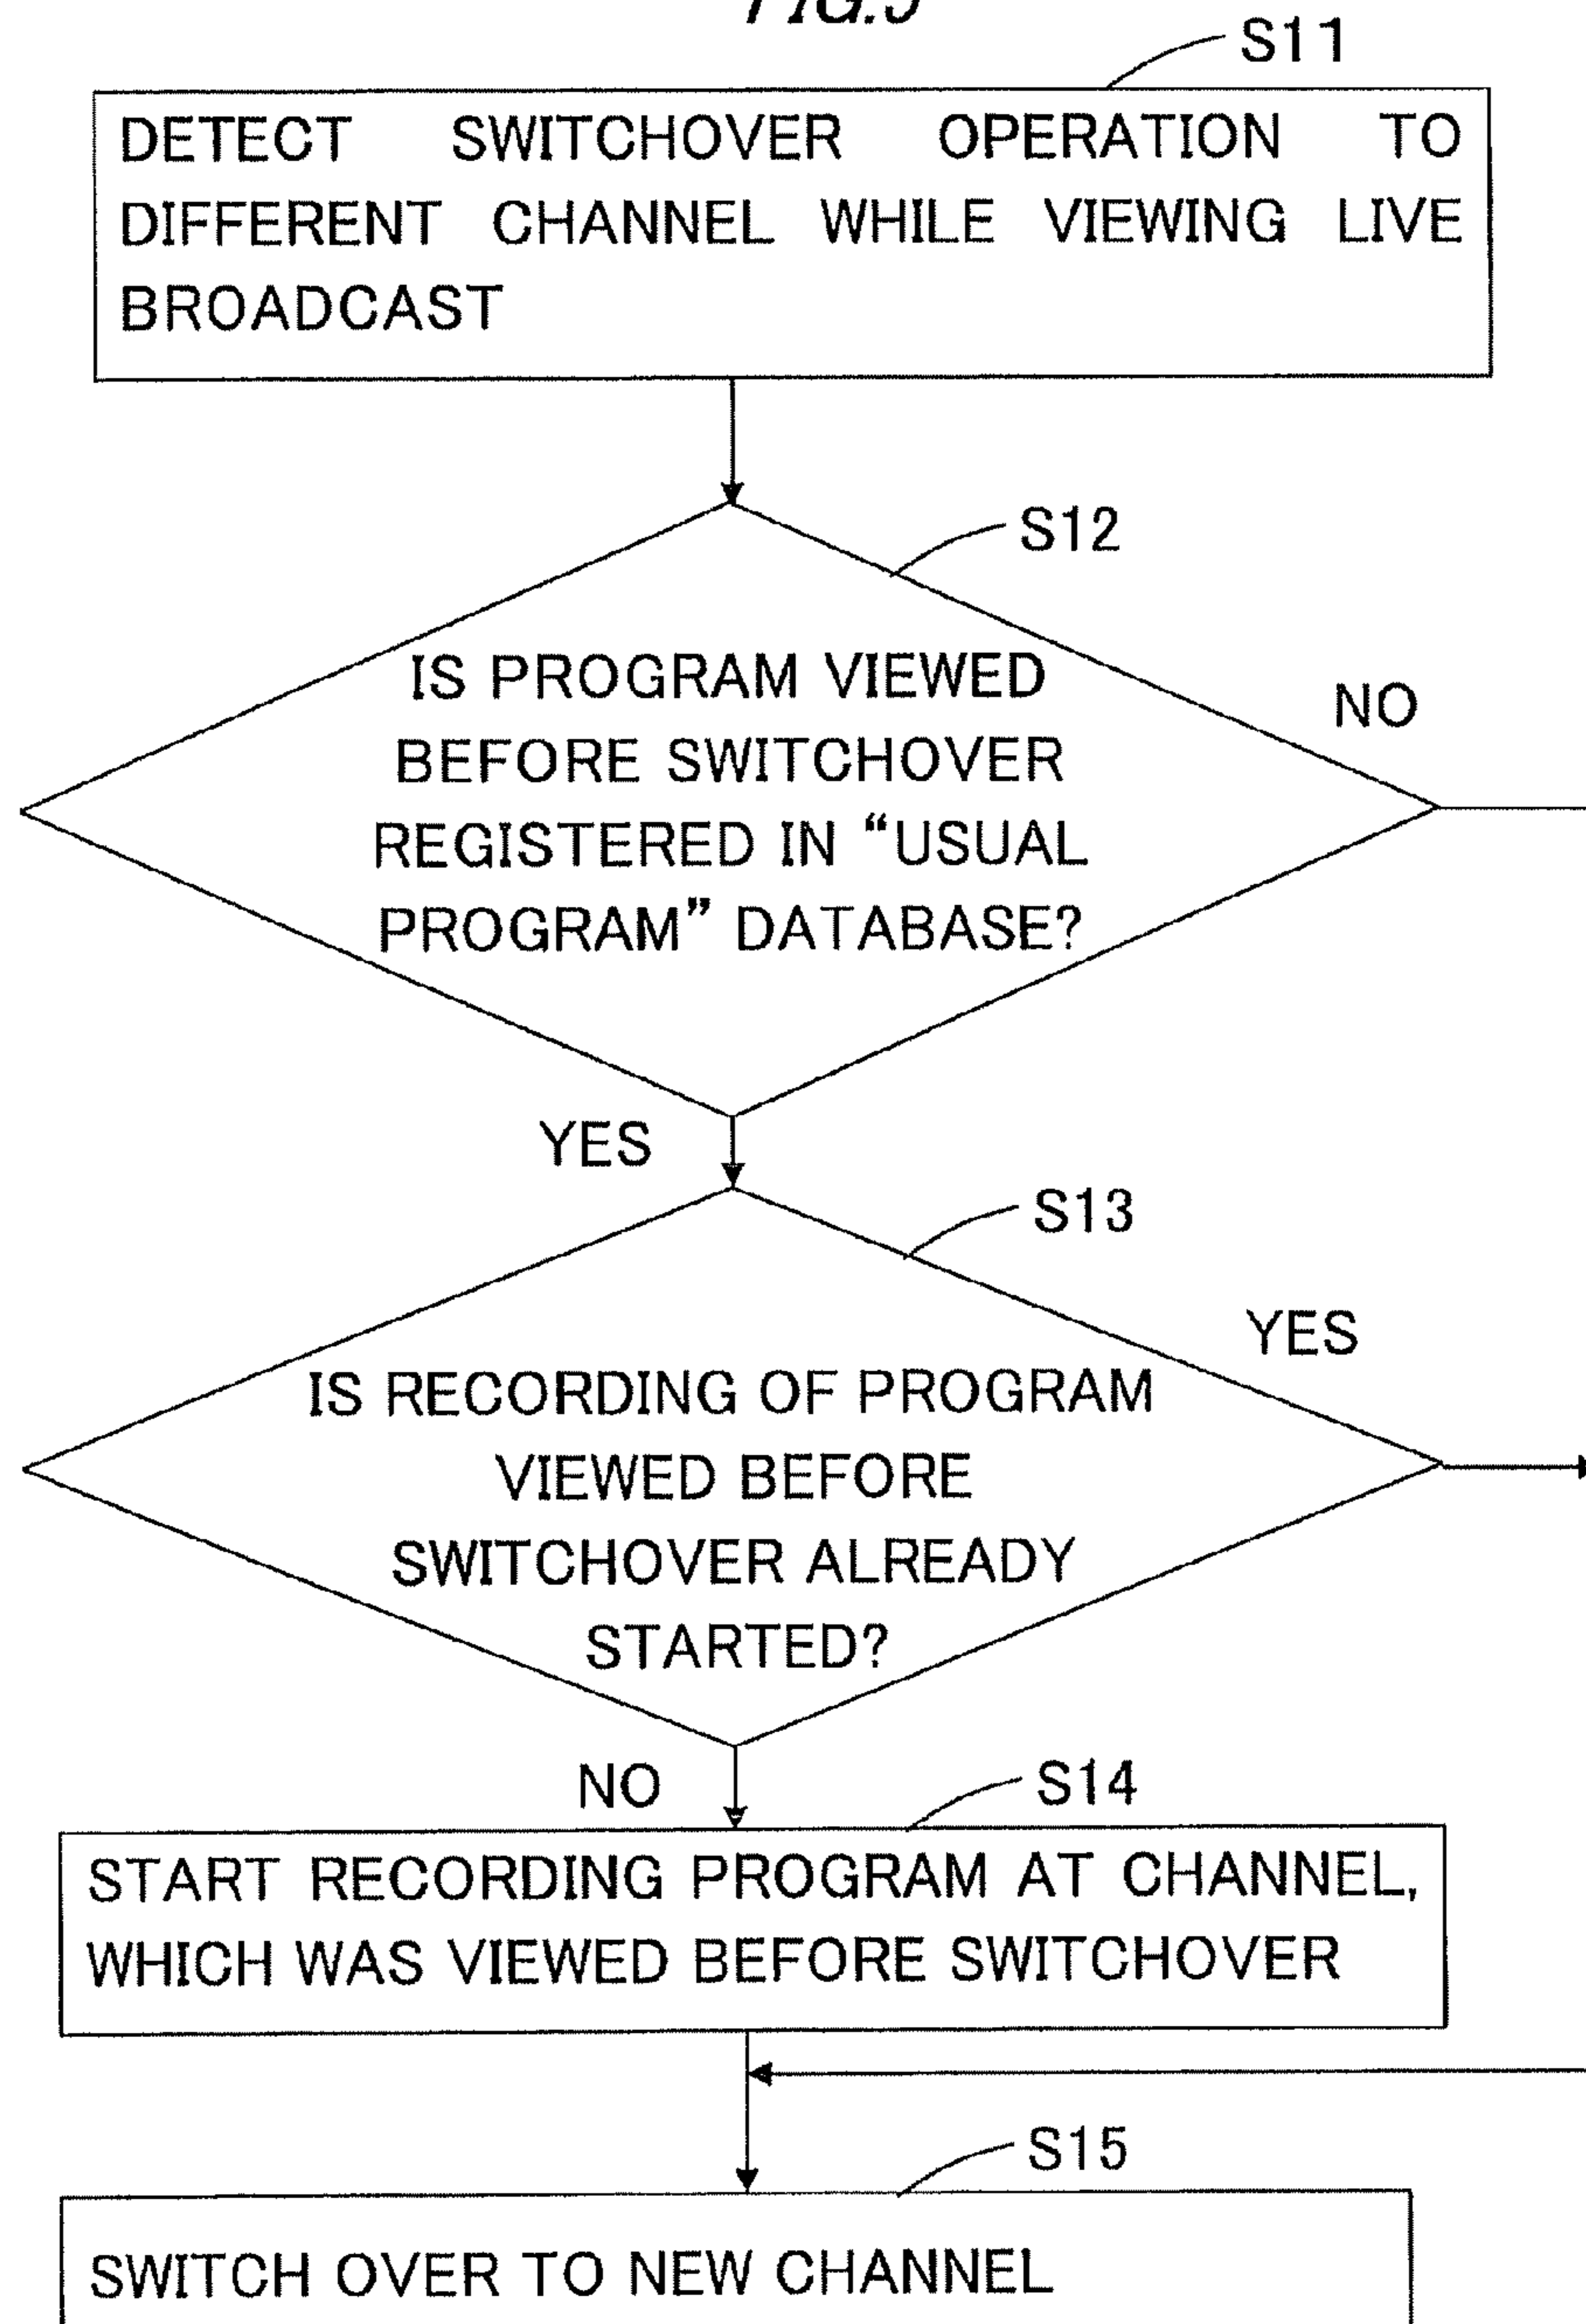 S11
DETECT SWITCHOVER OPERATION TO
DIFFERENT CHANNEL WHILE VIEWING LIVE
BROADCAST
S12
IS PROGRAM VIEWED
BEFORE SWITCHOVER
REGISTERED IN “USUAL
PROGRAM” DATABASE?
NO
YES
S13
YES
IS RECORDING OF PROGRAM
VIEWED BEFORE
SWITCHOVER ALREADY
STARTED?
NO
S14
START RECORDING PROGRAM AT CHANNEL,
WHICH WAS VIEWED BEFORE SWITCHOVER
S15
SWITCH OVER TO NEW CHANNEL